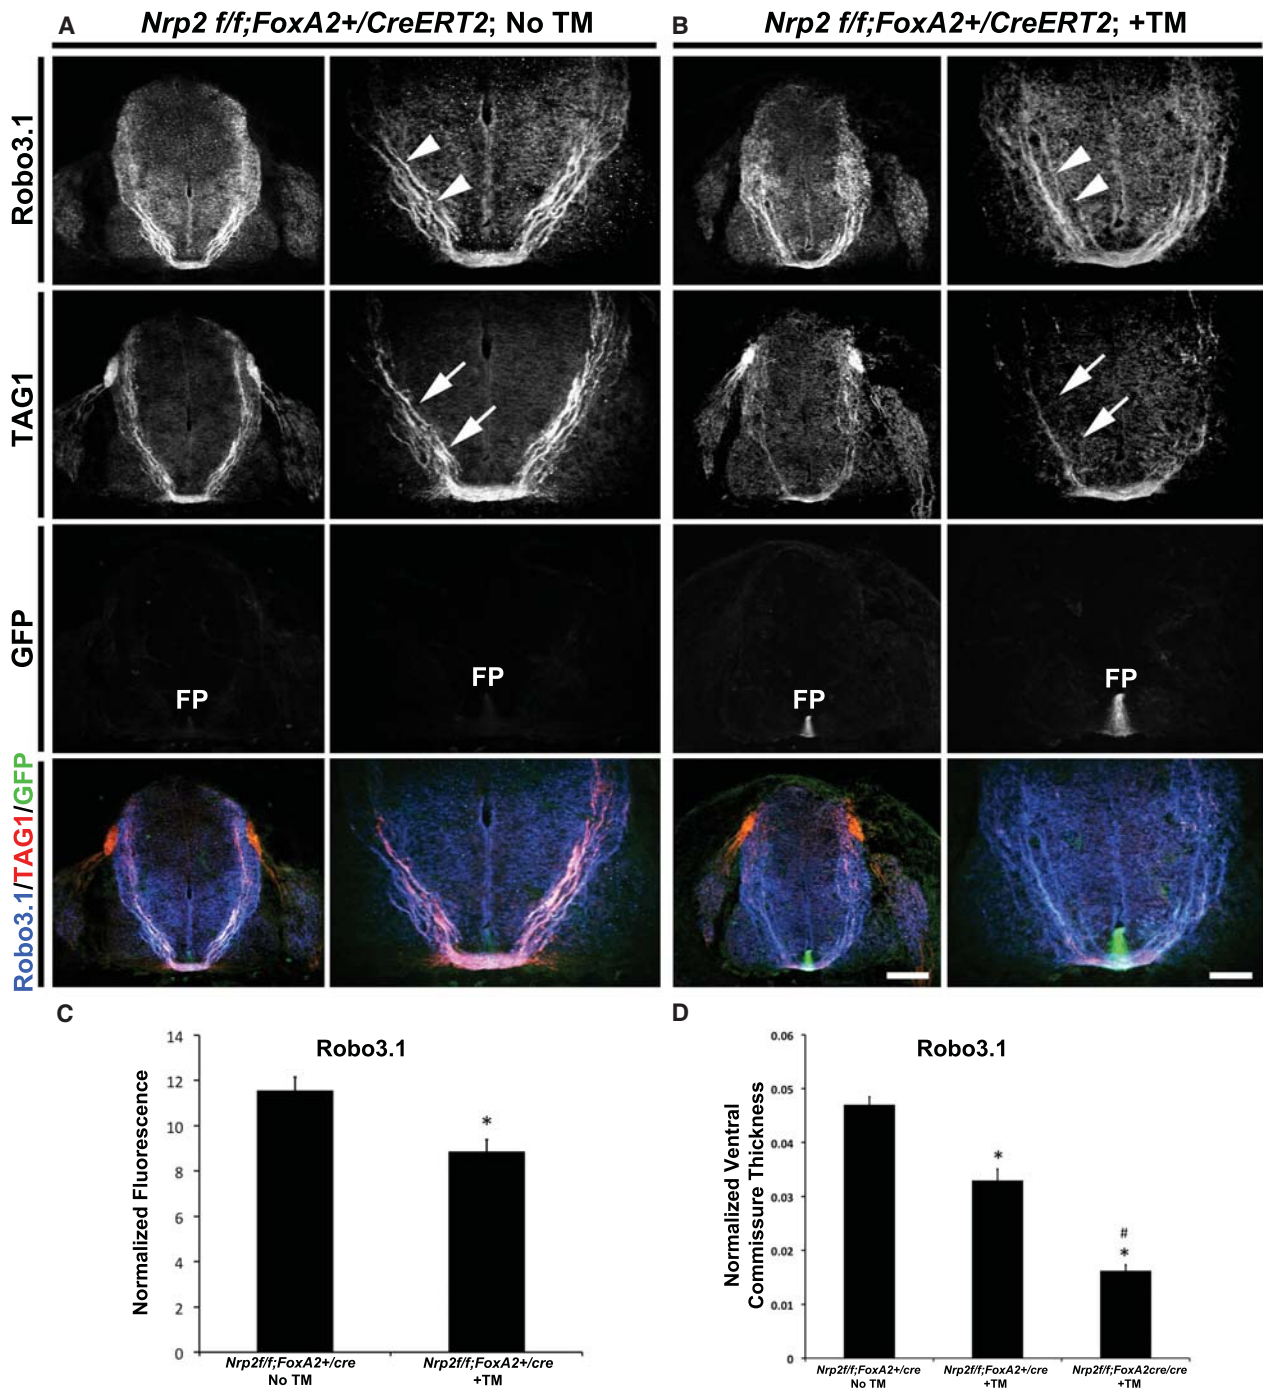 A
Nrp2 f/f;FoxA2+/CreERT2; No TM
B
Nrp2 f/f;FoxA2+/CreERT2; +TM
Robo3.1
TAG1
GFP
FP
FP
FP
FP
Robo3.1/TAG1/GFP
C
Robo3.1
Normalized Fluorescence
14
12
10
8
6
4
2
0
*
Nrp2f/f;FoxA2+/cre
No TM
Nrp2f/f;FoxA2+/cre
+TM
D
Robo3.1
Normalized Ventral
Commissure Thickness
0.06
0.05
0.04
0.03
0.02
0.01
0
*
#
*
Nrp2f/f;FoxA2+/cre
No TM
Nrp2f/f;FoxA2+/cre
+TM
Nrp2f/f;FoxA2cre/cre
+TM